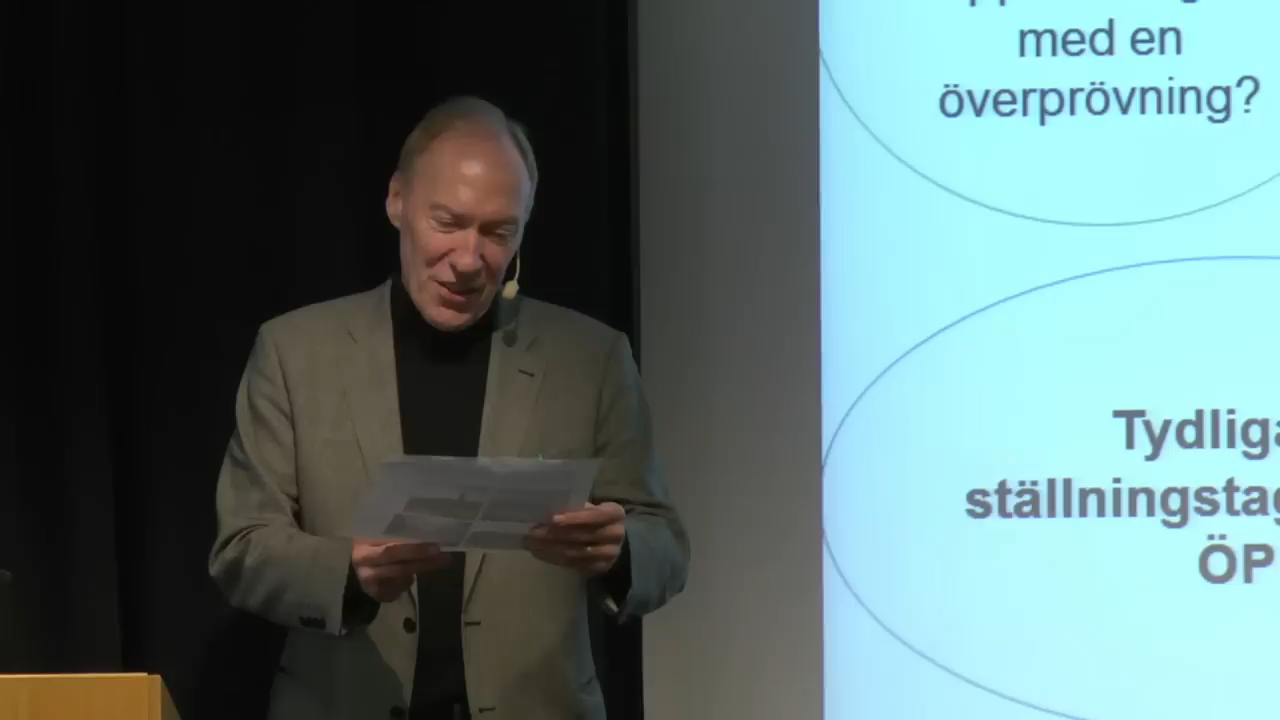 med en
överprövning?
Tydliga
ställningstag
ÖP